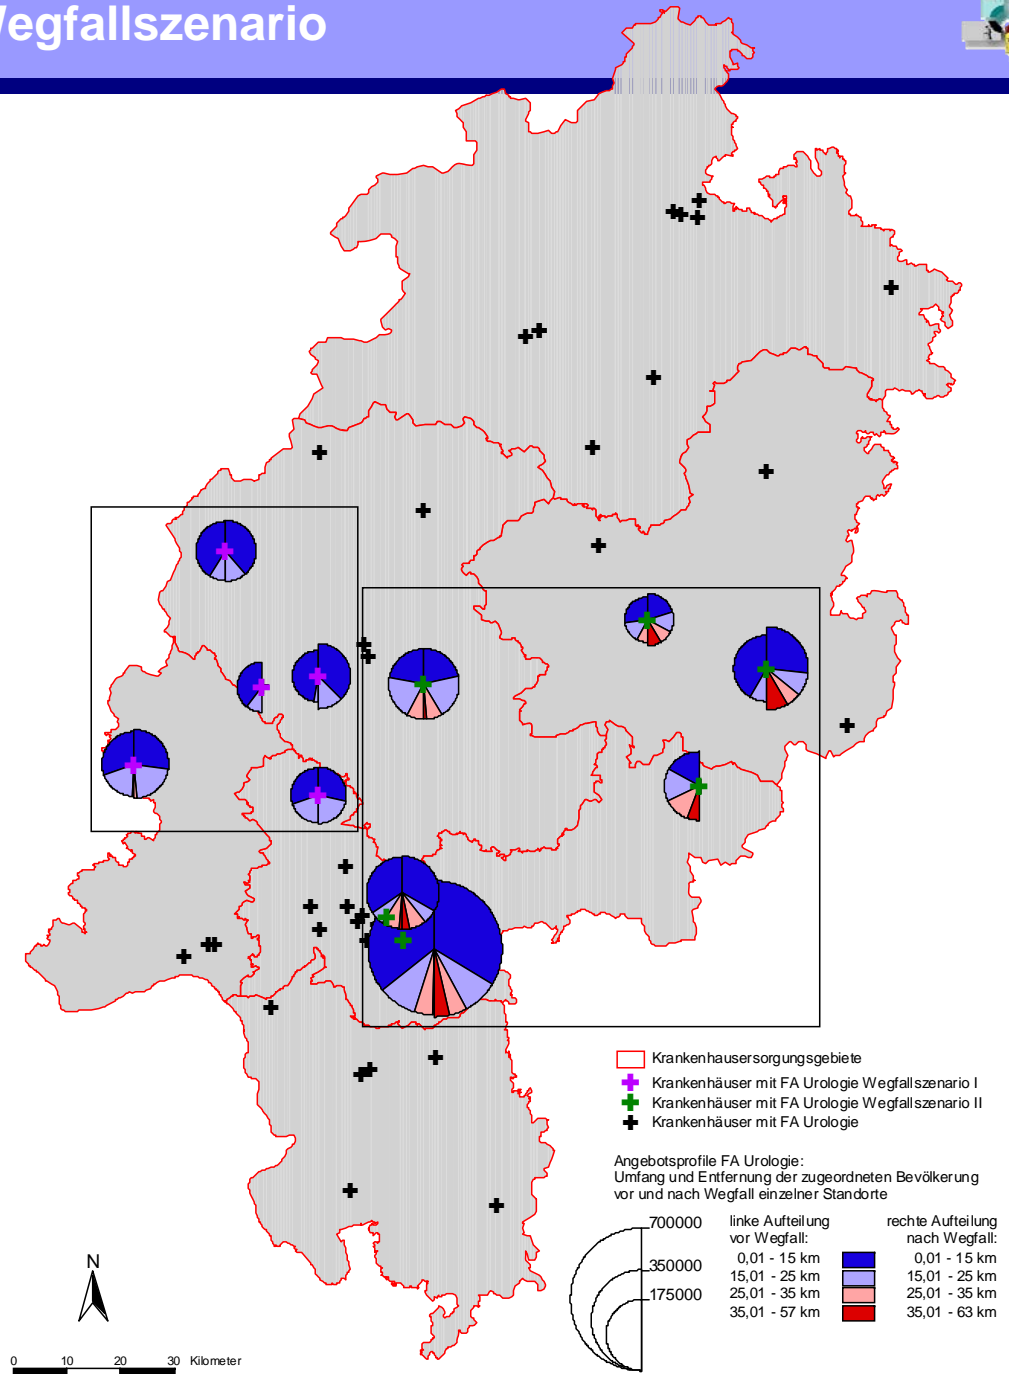 Wegfallszenario
Krankenhausersorgungsgebiete
Krankenhäuser mit FA Urologie Wegfallszenario I
Krankenhäuser mit FA Urologie Wegfallszenario II
Krankenhäuser mit FA Urologie
Angebotsprofile FA Urologie:
Umfang und Entfernung der zugeordneten Bevölkerung
vor und nach Wegfall einzelner Standorte
700000
350000
175000
linke Aufteilung
vor Wegfall:
0,01 - 15 km
15,01 - 25 km
25,01 - 35 km
35,01 - 57 km
rechte Aufteilung
nach Wegfall:
0,01 - 15 km
15,01 - 25 km
25,01 - 35 km
35,01 - 63 km
N
0 10 20 30 Kilometer